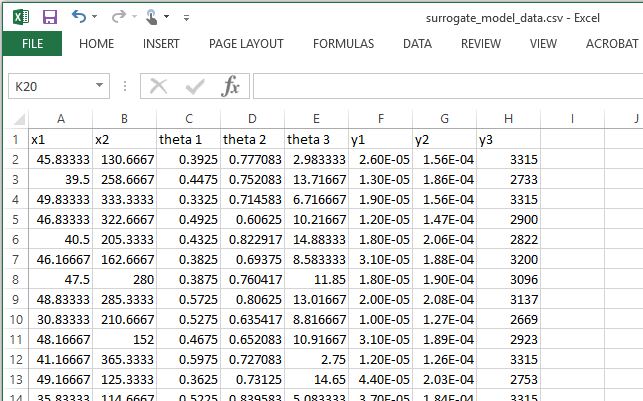 surrogate_model_data.csv - Excel
FILE HOME INSERT PAGE LAYOUT FORMULAS DATA REVIEW VIEW ACROBAT
K20 fx
A B C D E F G H I J
1 x1 x2 theta 1 theta 2 theta 3 y1 y2 y3
2 45.83333 130.6667 0.3925 0.777083 2.983333 2.60E-05 1.56E-04 3315
3 39.5 258.6667 0.4475 0.752083 13.71667 1.30E-05 1.86E-04 2733
4 49.83333 333.3333 0.3325 0.714583 6.716667 1.90E-05 1.56E-04 3315
5 46.83333 322.6667 0.4925 0.60625 10.21667 1.20E-05 1.47E-04 2900
6 40.5 205.3333 0.4325 0.822917 14.88333 1.80E-05 2.06E-04 2822
7 46.16667 162.6667 0.3825 0.69375 8.583333 3.10E-05 1.88E-04 3200
8 47.5 280 0.3875 0.760417 11.85 1.80E-05 1.90E-04 3096
9 48.83333 285.3333 0.5725 0.80625 13.01667 2.00E-05 2.08E-04 3137
10 30.83333 210.6667 0.5275 0.635417 8.816667 1.00E-05 1.27E-04 2669
11 48.16667 152 0.4675 0.652083 10.91667 3.10E-05 1.89E-04 2923
12 41.16667 365.3333 0.5975 0.727083 2.75 1.20E-05 1.26E-04 3315
13 49.16667 125.3333 0.3625 0.73125 14.65 4.40E-05 2.03E-04 2753
14 35.83333 114.6667 0.5225 0.839583 5.083333 3.70E-05 1.84E-04 3315